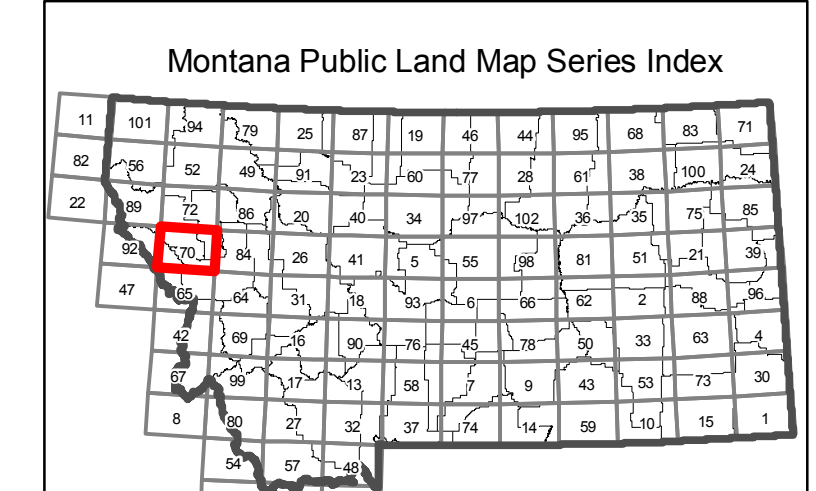 Montana Public Land Map Series Index
11 101 94 79 25 87 19 46 44 95 68 83 71
82 56 52 49 91 23 60 77 28 61 38 100 24
22 89 72 86 20 40 34 97 102 36 35 75 85
92 70 84 26 41 5 55 98 81 51 21 39
47 65 64 31 18 93 6 66 62 2 88 96
42 69 16 90 76 45 78 50 33 63 4
67 99 17 13 58 7 9 43 53 73 30
8 80 27 32 37 74 14 59 10 15 1
54 57 48